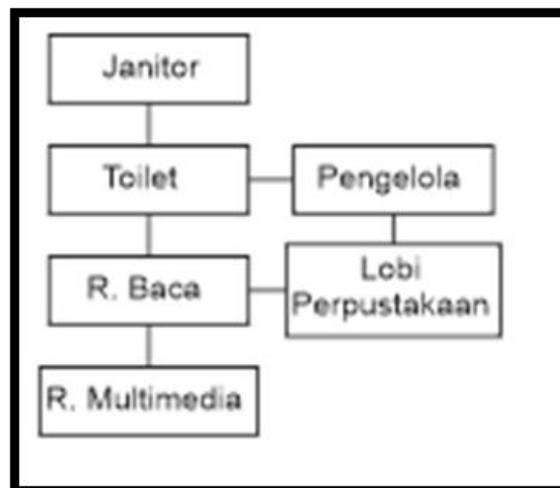 Janitor
Toilet
Pengelola
R. Baca
Lobi
Perpustakaan
R. Multimedia